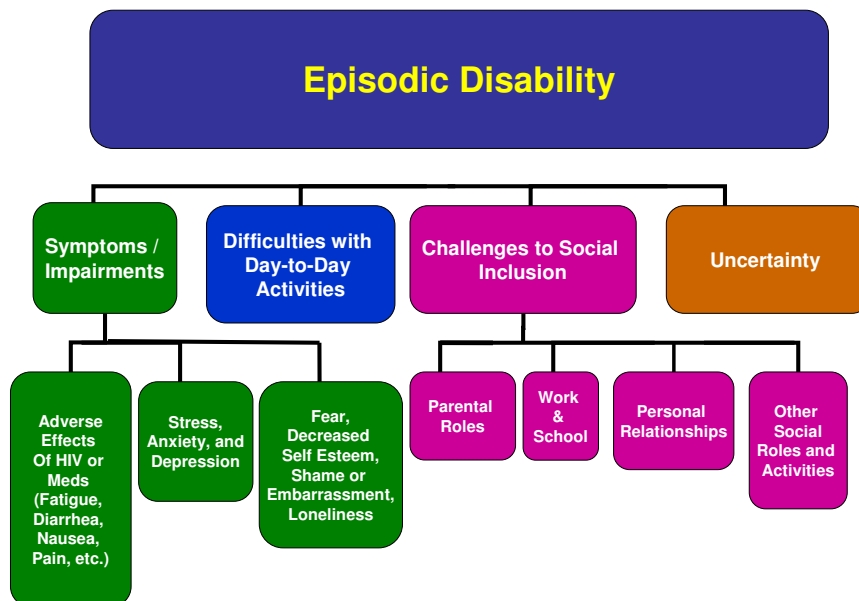 Episodic Disability
Symptoms /
Impairments
Difficulties with
Day-to-Day
Activities
Challenges to Social
Inclusion
Uncertainty
Adverse
Effects
Of HIV or
Meds
(Fatigue,
Diarrhea,
Nausea,
Pain, etc.)
Stress,
Anxiety, and
Depression
Fear,
Decreased
Self Esteem,
Shame or
Embarrassment,
Loneliness
Parental
Roles
Work
&
School
Personal
Relationships
Other
Social
Roles and
Activities